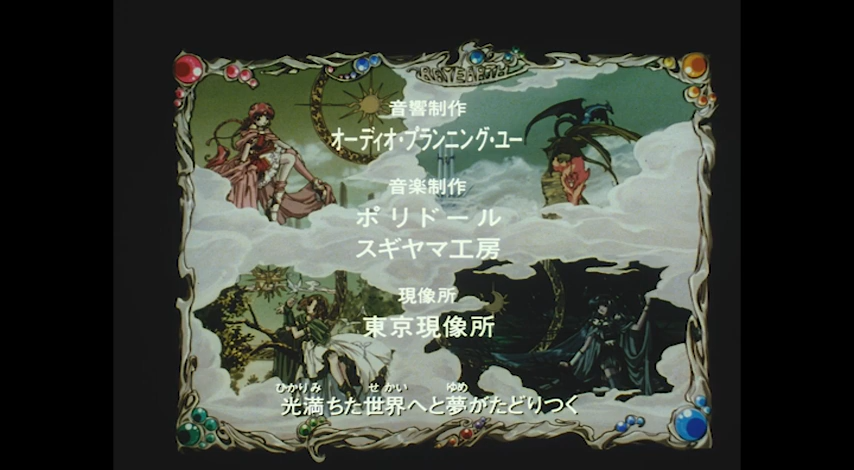 RAYEARTH
音響制作
オーディオ・プランニング・ユー
音楽制作
ポリドール
スギヤマ工房
現像所
東京現像所
ひかりみ せかい ゆめ
光満ちた世界へと夢がたどりつく